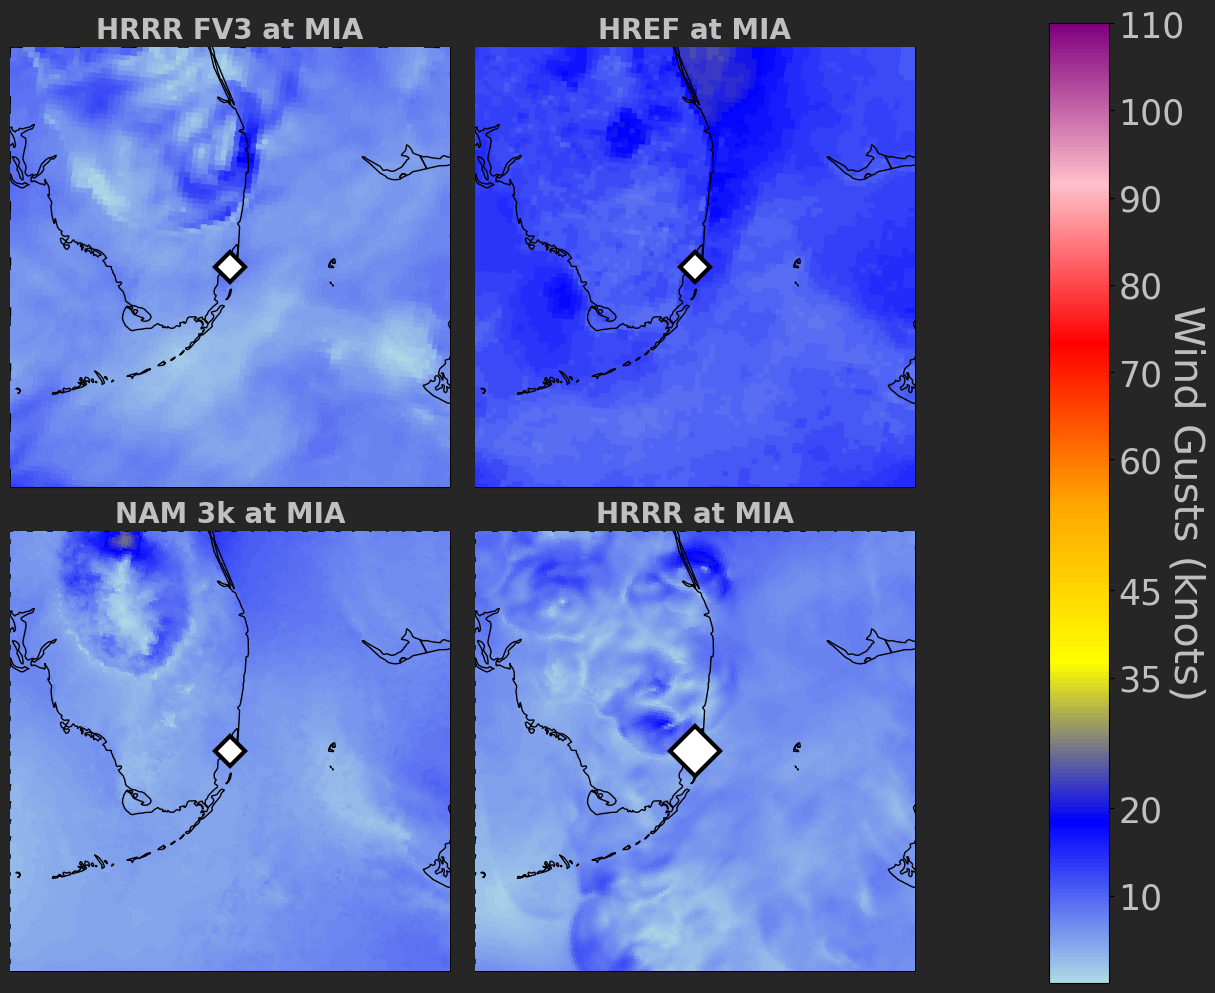 HRRR FV3 at MIA
HREF at MIA
NAM 3k at MIA
HRRR at MIA
110
100
90
80
70
60
45
35
20
10
Wind Gusts (knots)